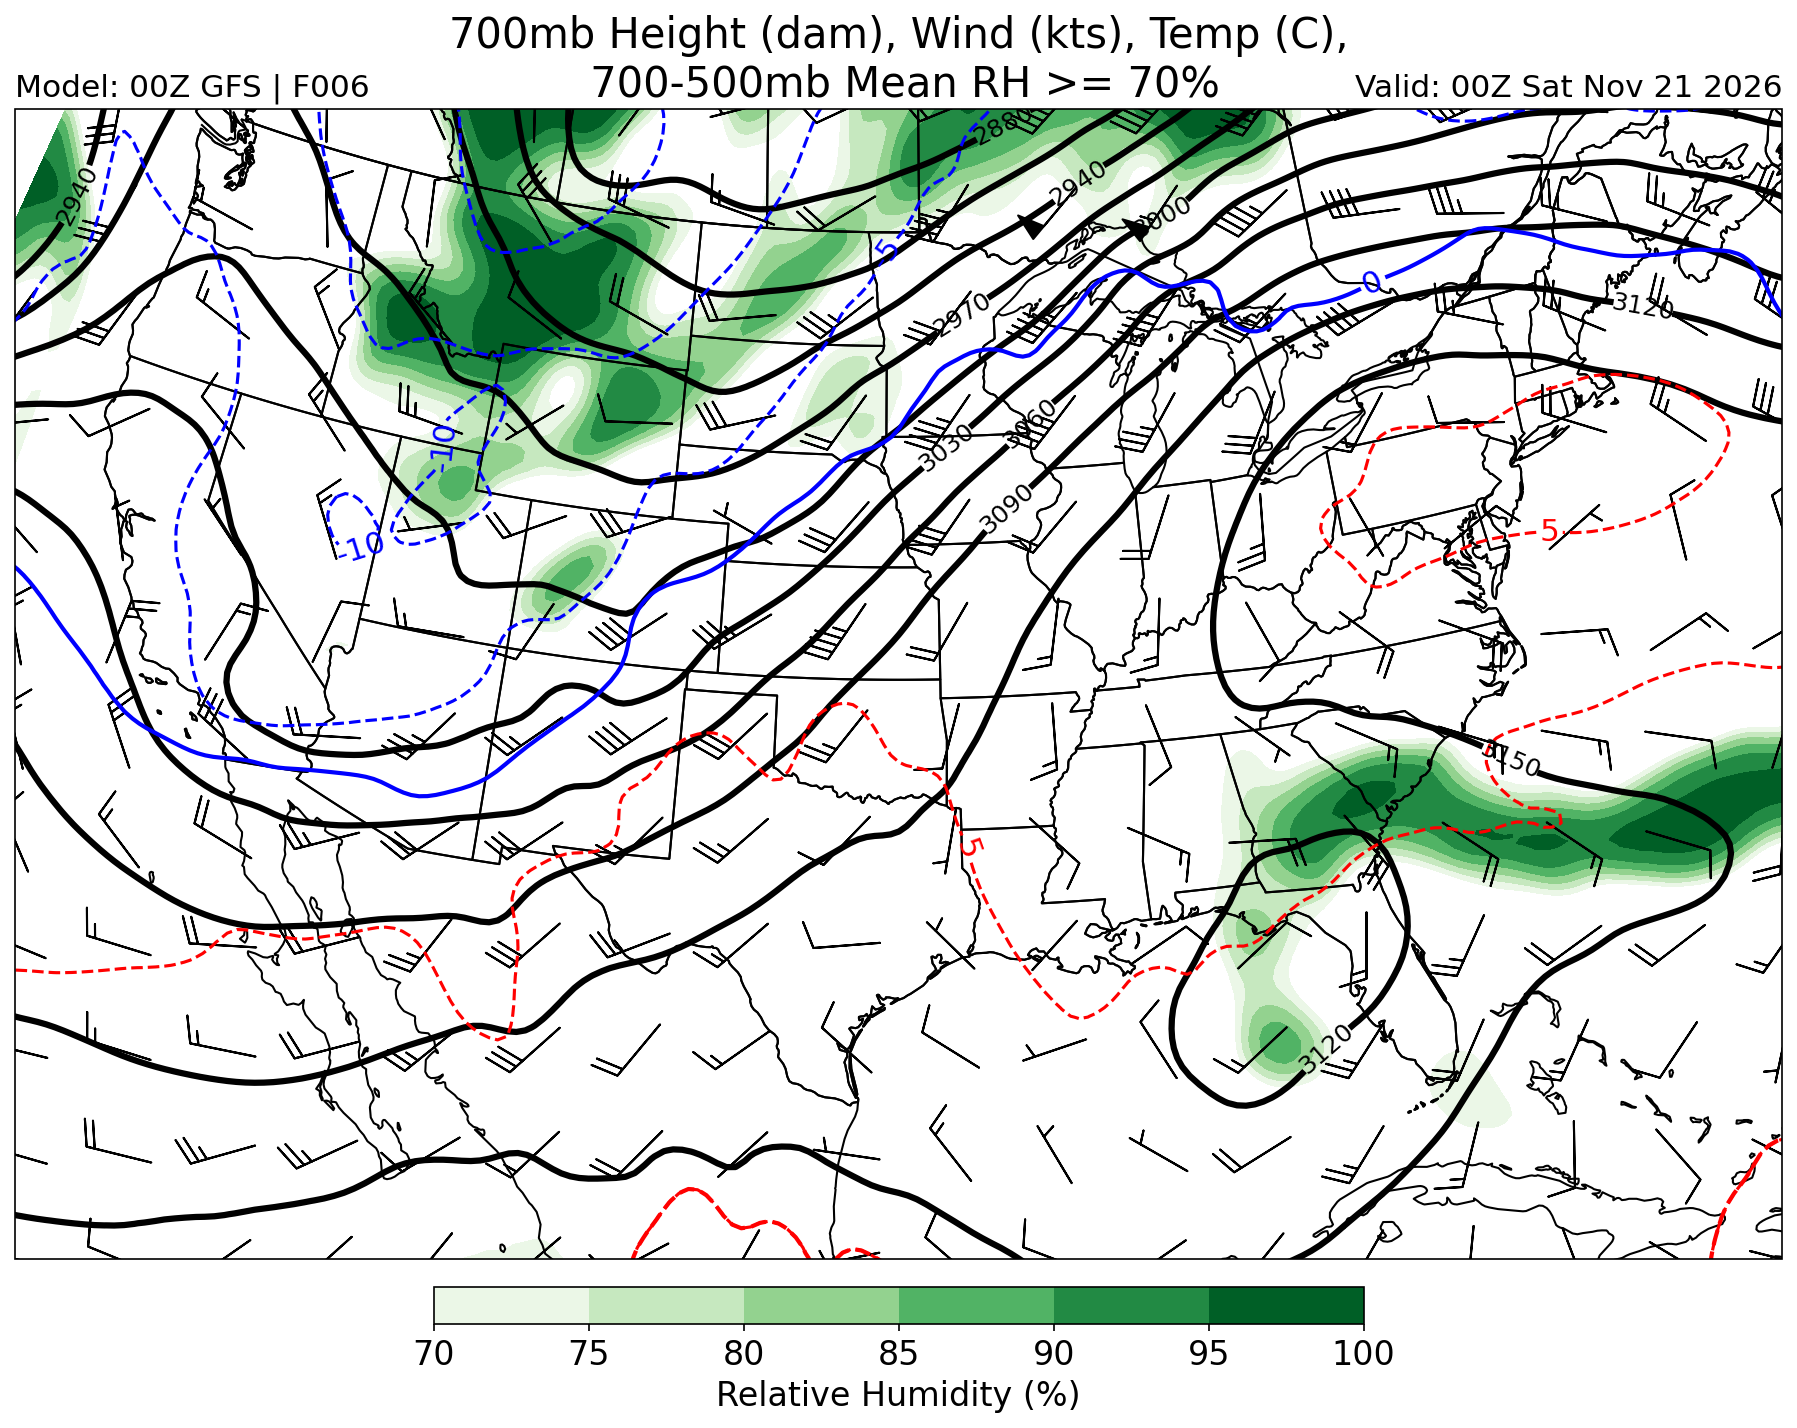 700mb Height (dam), Wind (kts), Temp (C),
700-500mb Mean RH >= 70%
Model: 00Z GFS | F006
Valid: 00Z Sat Nov 21 2026
2880
2940
2940
3000
-5
0
2970
3120
3060
3030
-10
3090
-10
5
3150
5
3120
70 75 80 85 90 95 100
Relative Humidity (%)